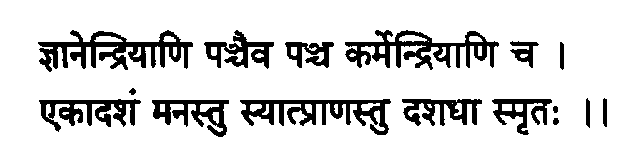 ज्ञानेन्द्रियाणि पञ्चैव पञ्च कर्मेन्द्रियाणि च ।
एकादशं मनस्तु स्यात्प्राणस्तु दशधा स्मृतः ।।